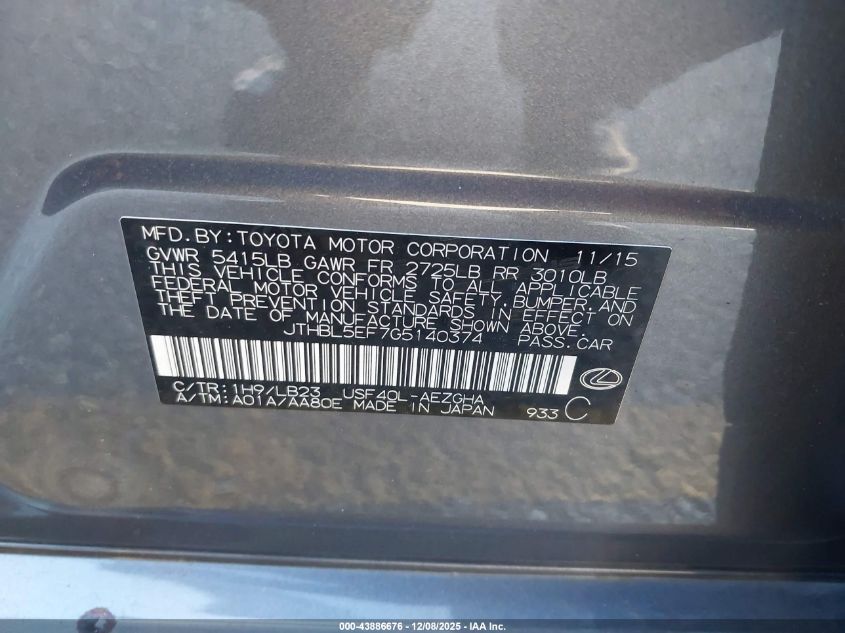 MFD.BY:TOYOTA MOTOR CORPORATION 11/15
GVWR 5415LB GAWR FR 2725LB RR 3010LB
THIS VEHICLE CONFORMS TO ALL APPLICABLE
FEDERAL MOTOR VEHICLE SAFETY,BUMPER,AND
THEFT PREVENTION STANDARDS IN EFFECT ON
THE DATE OF MANUFACTURE SHOWN ABOVE.
JTHBL5EF7G5140374 PASS.CAR
C/TR:1H9/LB23 USF40L-AEZGHA
A/TM:A01A/AA80E MADE IN JAPAN 933 C
000-43886676 - 12/08/2025 - IAA Inc.